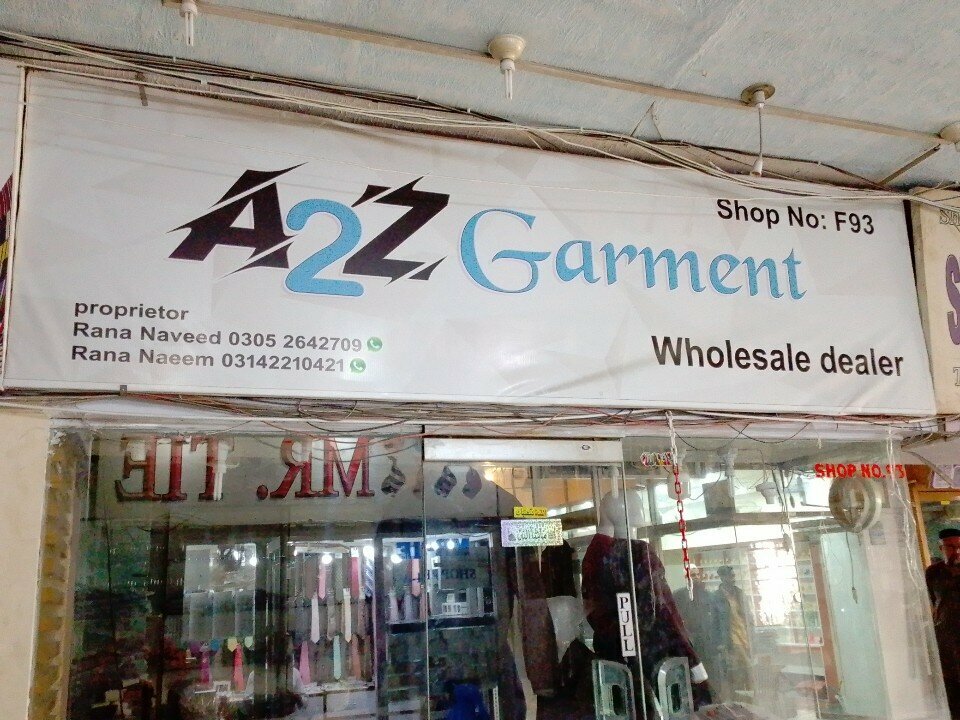 A2Z Garment
Shop No: F93
proprietor
Rana Naveed 0305 2642709
Rana Naeem 03142210421
Wholesale dealer
MR. TIE
SHOP NO.93
PULL